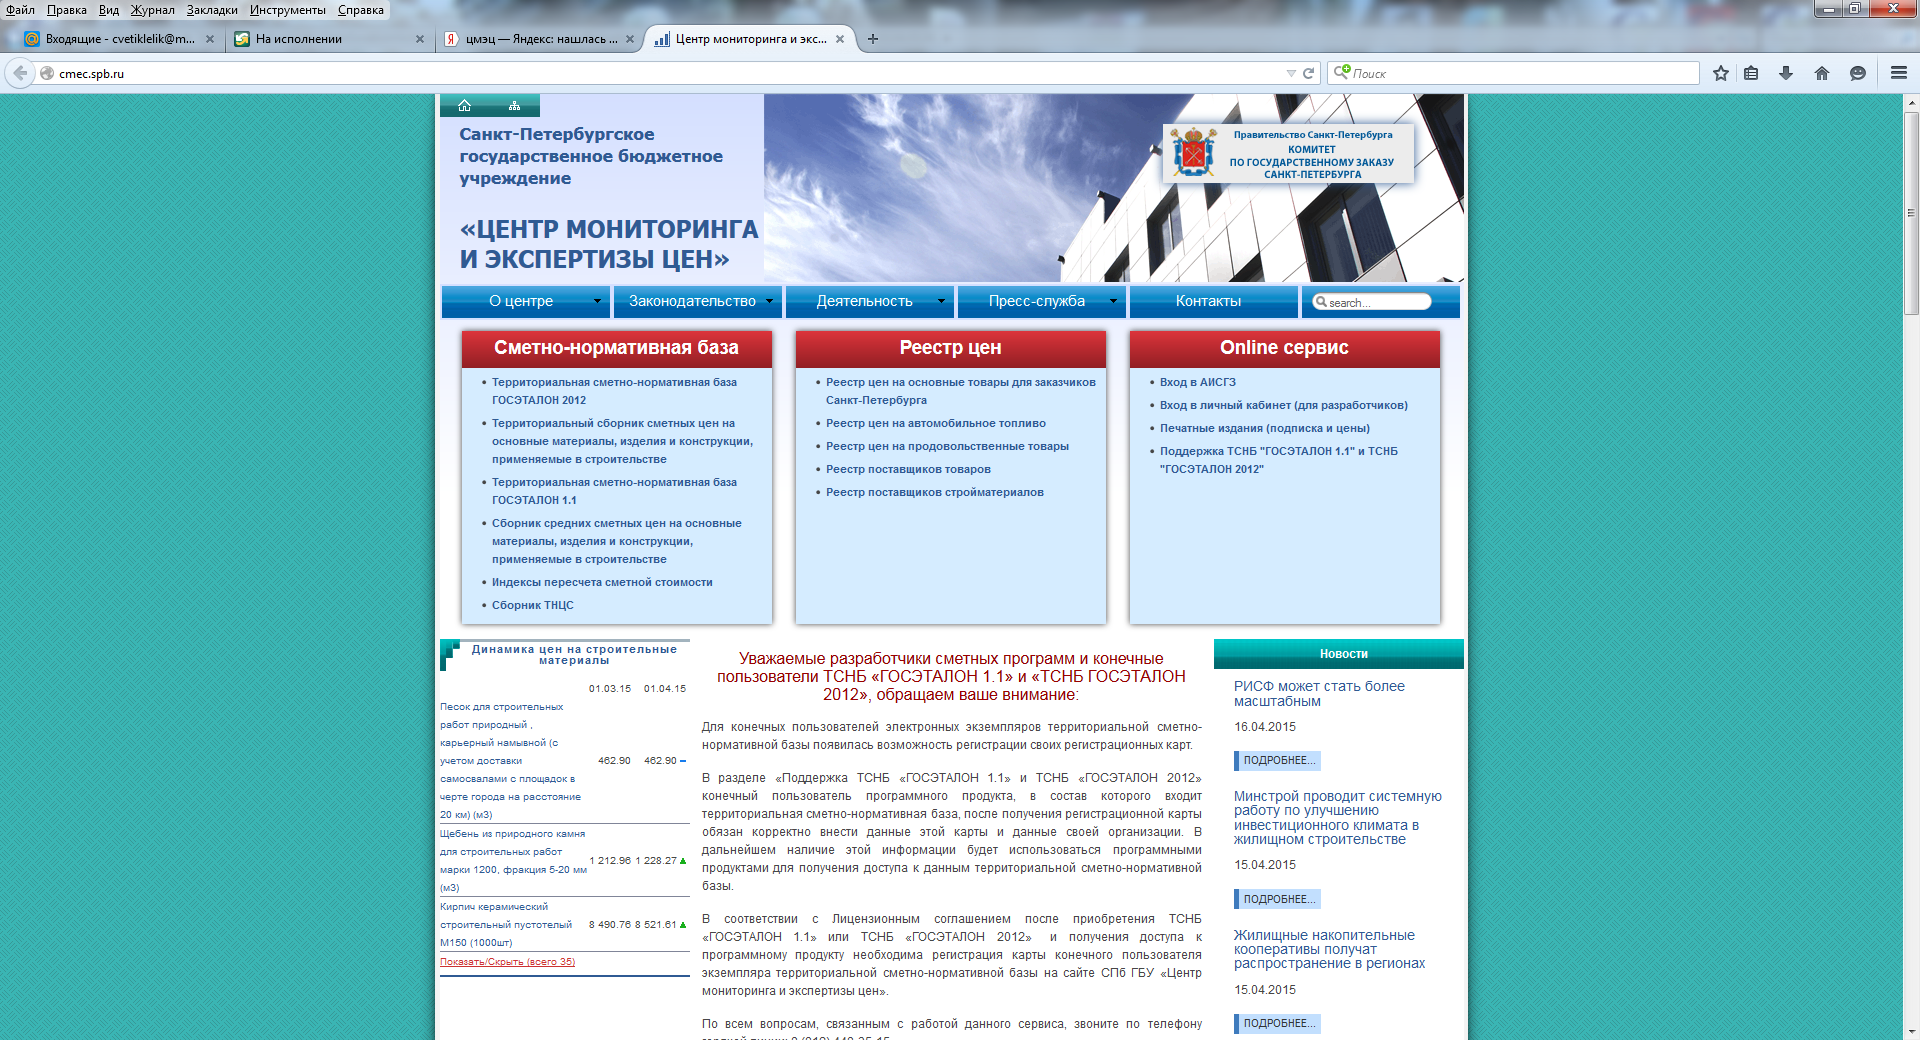 Файл Правка Вид Журнал Закладки Инструменты Справка
Входящие - cvetiklelik@m...
На исполнении
цмэц — Яндекс: нашлась ...
Центр мониторинга и экс...
cmec.spb.ru
Поиск
Санкт-Петербургское
государственное бюджетное
учреждение
«ЦЕНТР МОНИТОРИНГА
И ЭКСПЕРТИЗЫ ЦЕН»
Правительство Санкт-Петербурга
КОМИТЕТ
ПО ГОСУДАРСТВЕННОМУ ЗАКАЗУ
САНКТ-ПЕТЕРБУРГА
О центре
Законодательство
Деятельность
Пресс-служба
Контакты
search...
Сметно-нормативная база
• Территориальная сметно-нормативная база
ГОСЭТАЛОН 2012
• Территориальный сборник сметных цен на
основные материалы, изделия и конструкции,
применяемые в строительстве
• Территориальная сметно-нормативная база
ГОСЭТАЛОН 1.1
• Сборник средних сметных цен на основные
материалы, изделия и конструкции,
применяемые в строительстве
• Индексы пересчета сметной стоимости
• Сборник ТНЦС
Реестр цен
• Реестр цен на основные товары для заказчиков
Санкт-Петербурга
• Реестр цен на автомобильное топливо
• Реестр цен на продовольственные товары
• Реестр поставщиков товаров
• Реестр поставщиков стройматериалов
Online сервис
• Вход в АИСГЗ
• Вход в личный кабинет (для разработчиков)
• Печатные издания (подписка и цены)
• Поддержка ТСНБ "ГОСЭТАЛОН 1.1" и ТСНБ
"ГОСЭТАЛОН 2012"
Динамика цен на строительные
материалы
01.03.15 01.04.15
Песок для строительных
работ природный ,
карьерный намывной (с
учетом доставки 462.90 462.90
самосвалами с площадок в
черте города на расстояние
20 км) (м3)
Щебень из природного камня
для строительных работ
1 212.96 1 228.27
марки 1200, фракция 5-20 мм
(м3)
Кирпич керамический
строительный пустотелый 8 490.76 8 521.61
М150 (1000шт)
Показать/Скрыть (всего 35)
Уважаемые разработчики сметных программ и конечные
пользователи ТСНБ «ГОСЭТАЛОН 1.1» и «ТСНБ ГОСЭТАЛОН
2012», обращаем ваше внимание:
Для конечных пользователей электронных экземпляров территориальной сметно-
нормативной базы появилась возможность регистрации своих регистрационных карт.
В разделе «Поддержка ТСНБ «ГОСЭТАЛОН 1.1» и ТСНБ «ГОСЭТАЛОН 2012»
конечный пользователь программного продукта, в состав которого входит
территориальная сметно-нормативная база, после получения регистрационной карты
обязан корректно внести данные этой карты и данные своей организации. В
дальнейшем наличие этой информации будет использоваться программными
продуктами для получения доступа к данным территориальной сметно-нормативной
базы.
В соответствии с Лицензионным соглашением после приобретения ТСНБ
«ГОСЭТАЛОН 1.1» или ТСНБ «ГОСЭТАЛОН 2012» и получения доступа к
программному продукту необходима регистрация карты конечного пользователя
экземпляра территориальной сметно-нормативной базы на сайте СПб ГБУ «Центр
мониторинга и экспертизы цен».
По всем вопросам, связанным с работой данного сервиса, звоните по телефону
Новости
РИСФ может стать более
масштабным
16.04.2015
ПОДРОБНЕЕ...
Минстрой проводит системную
работу по улучшению
инвестиционного климата в
жилищном строительстве
15.04.2015
ПОДРОБНЕЕ...
Жилищные накопительные
кооперативы получат
распространение в регионах
15.04.2015
ПОДРОБНЕЕ...